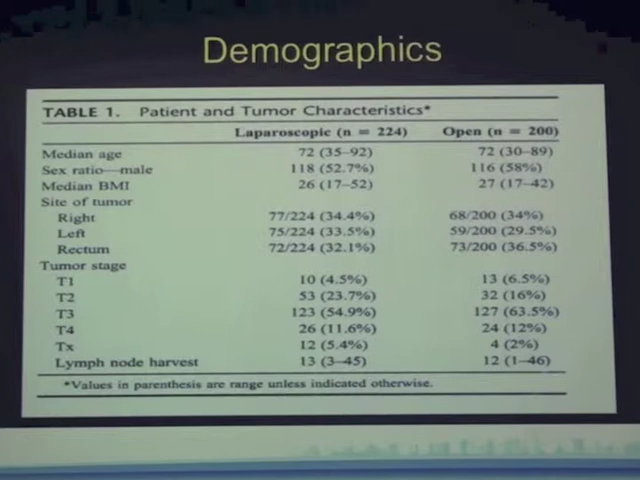 Demographics
TABLE 1. Patient and Tumor Characteristics*
Laparoscopic (n = 224) Open (n = 200)
Median age 72 (35–92) 72 (30–89)
Sex ratio—male 118 (52.7%) 116 (58%)
Median BMI 26 (17–52) 27 (17–42)
Site of tumor
Right 77/224 (34.4%) 68/200 (34%)
Left 75/224 (33.5%) 59/200 (29.5%)
Rectum 72/224 (32.1%) 73/200 (36.5%)
Tumor stage
T1 10 (4.5%) 13 (6.5%)
T2 53 (23.7%) 32 (16%)
T3 123 (54.9%) 127 (63.5%)
T4 26 (11.6%) 24 (12%)
Tx 12 (5.4%) 4 (2%)
Lymph node harvest 13 (3–45) 12 (1–46)
*Values in parenthesis are range unless indicated otherwise.